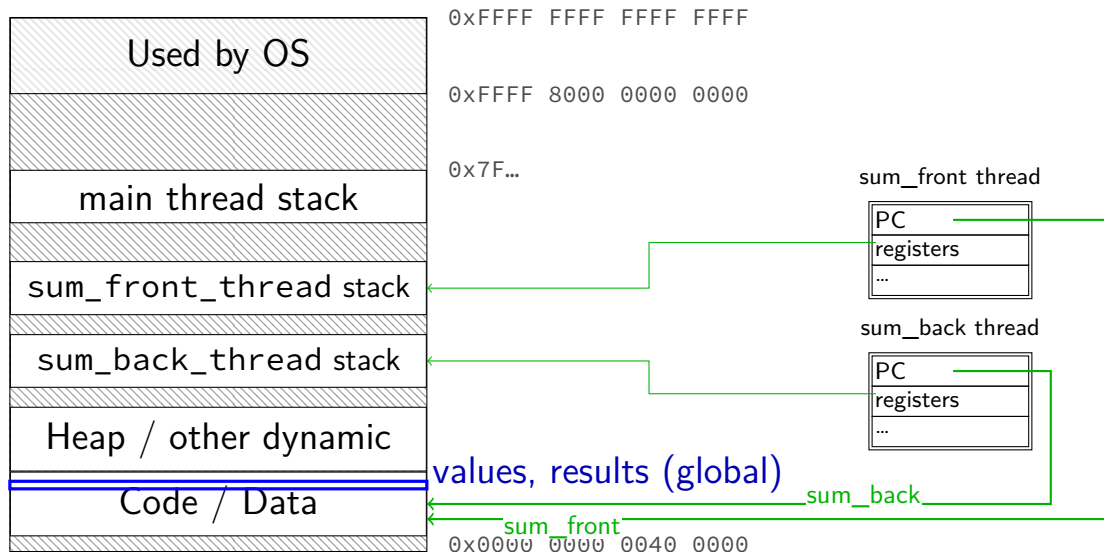 0xFFFF FFFF FFFF FFFF
Used by OS
0xFFFF 8000 0000 0000
0x7F…
main thread stack
sum_front thread
PC
registers
…
sum_front_thread stack
sum_back thread
sum_back_thread stack
PC
registers
…
Heap / other dynamic
values, results (global)
Code / Data
sum_back
sum_front
0x0000 0000 0040 0000